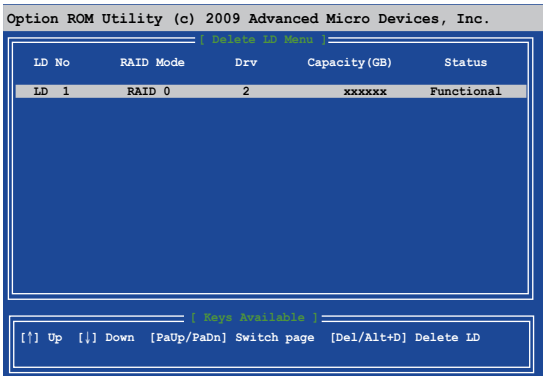 Option ROM Utility (c) 2009 Advanced Micro Devices, Inc.
[ Delete LD Menu ]
LD No RAID Mode Drv Capacity(GB) Status
LD 1 RAID 0 2 xxxxxx Functional
[ Keys Available ]
[↑] Up [↓] Down [PaUp/PaDn] Switch page [Del/Alt+D] Delete LD